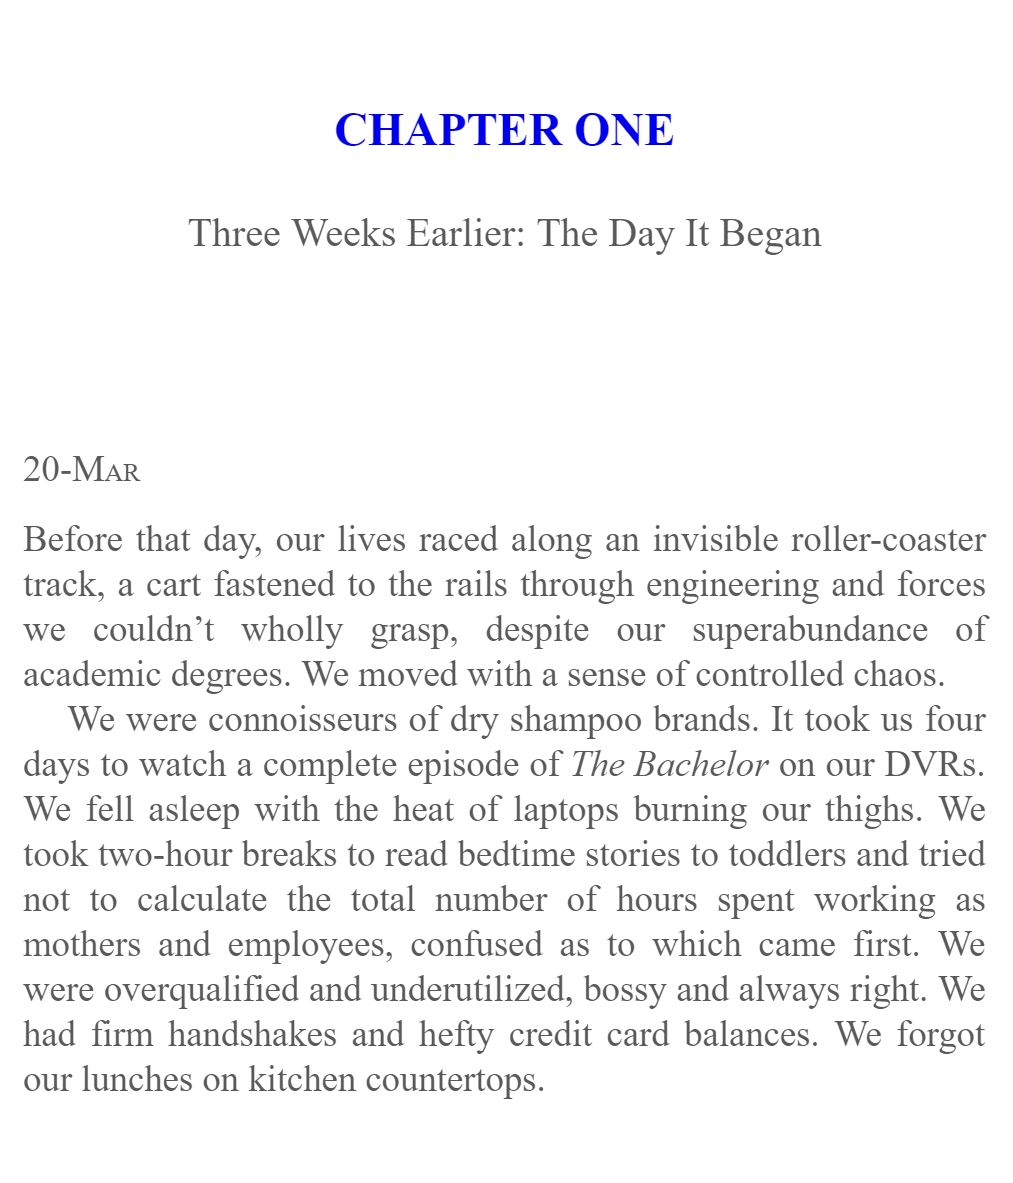 CHAPTER ONE
Three Weeks Earlier: The Day It Began
20-MAR
Before that day, our lives raced along an invisible roller-coaster
track, a cart fastened to the rails through engineering and forces
we couldn’t wholly grasp, despite our superabundance of
academic degrees. We moved with a sense of controlled chaos.
We were connoisseurs of dry shampoo brands. It took us four
days to watch a complete episode of The Bachelor on our DVRs.
We fell asleep with the heat of laptops burning our thighs. We
took two-hour breaks to read bedtime stories to toddlers and tried
not to calculate the total number of hours spent working as
mothers and employees, confused as to which came first. We
were overqualified and underutilized, bossy and always right. We
had firm handshakes and hefty credit card balances. We forgot
our lunches on kitchen countertops.